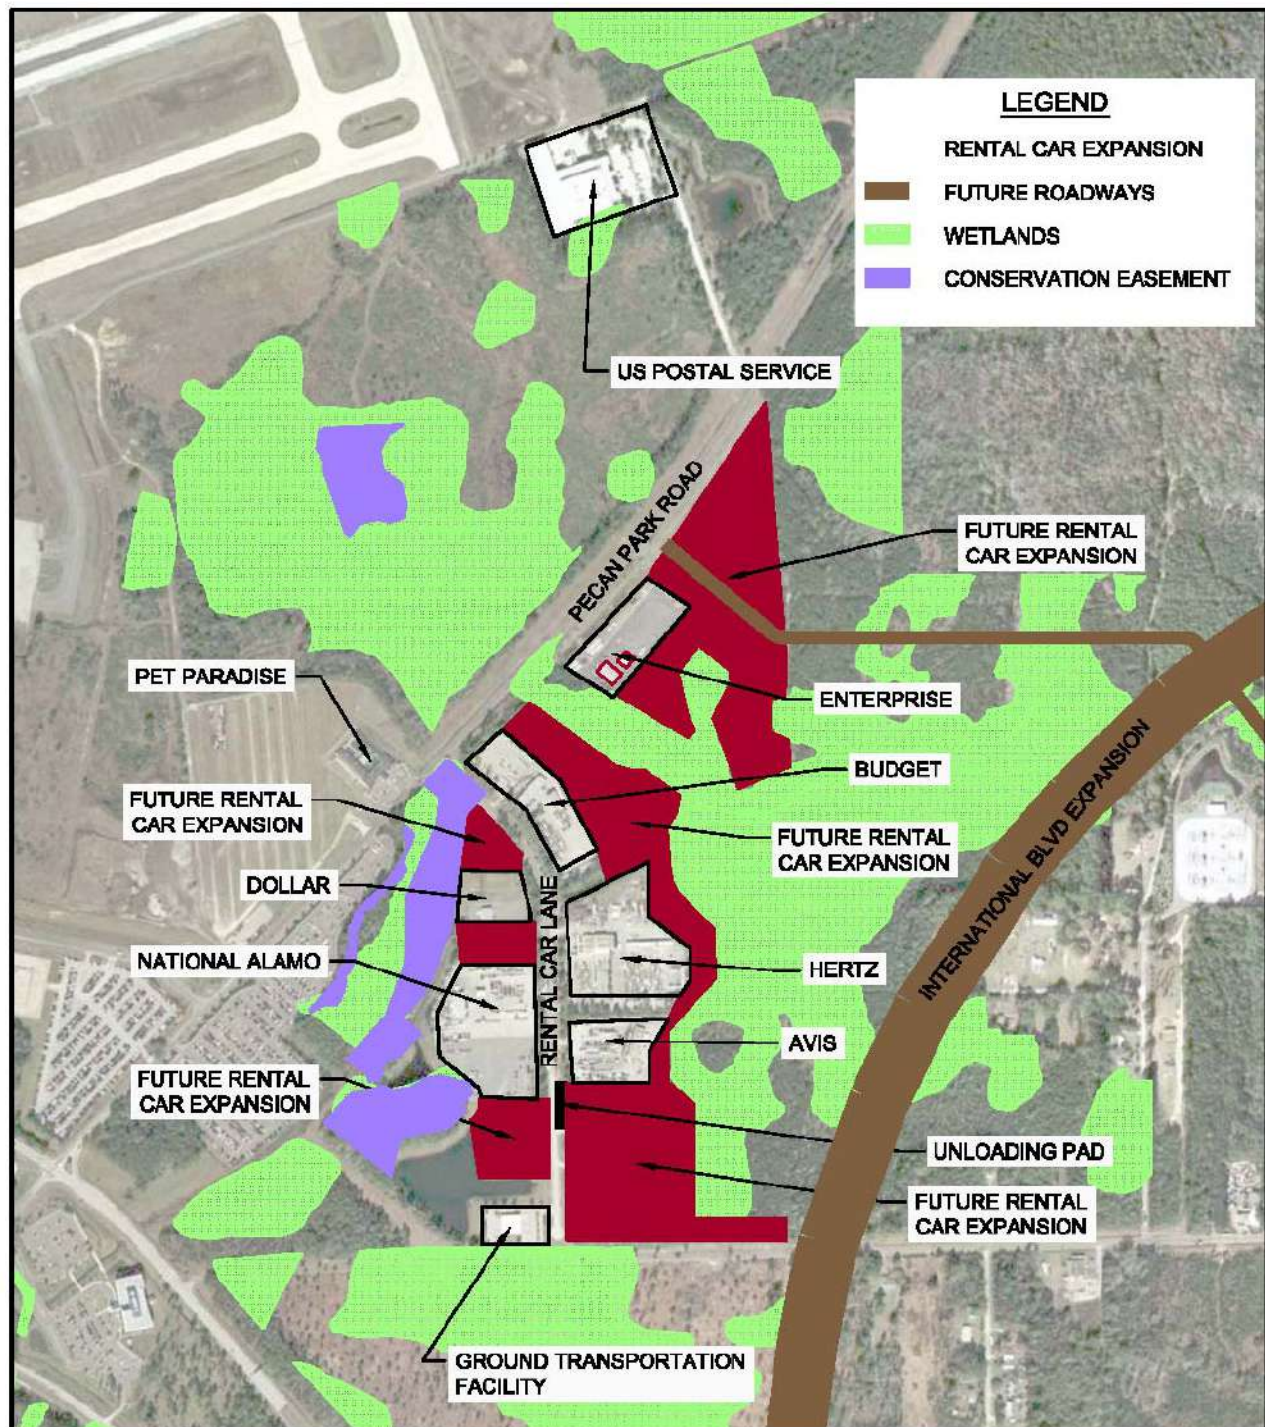 LEGEND
RENTAL CAR EXPANSION
FUTURE ROADWAYS
WETLANDS
CONSERVATION EASEMENT
US POSTAL SERVICE
PECAN PARK ROAD
FUTURE RENTAL
CAR EXPANSION
PET PARADISE
ENTERPRISE
BUDGET
FUTURE RENTAL
CAR EXPANSION
FUTURE RENTAL
CAR EXPANSION
DOLLAR
RENTAL CAR LANE
INTERNATIONAL BLVD EXPANSION
NATIONAL ALAMO
HERTZ
AVIS
FUTURE RENTAL
CAR EXPANSION
UNLOADING PAD
FUTURE RENTAL
CAR EXPANSION
GROUND TRANSPORTATION
FACILITY